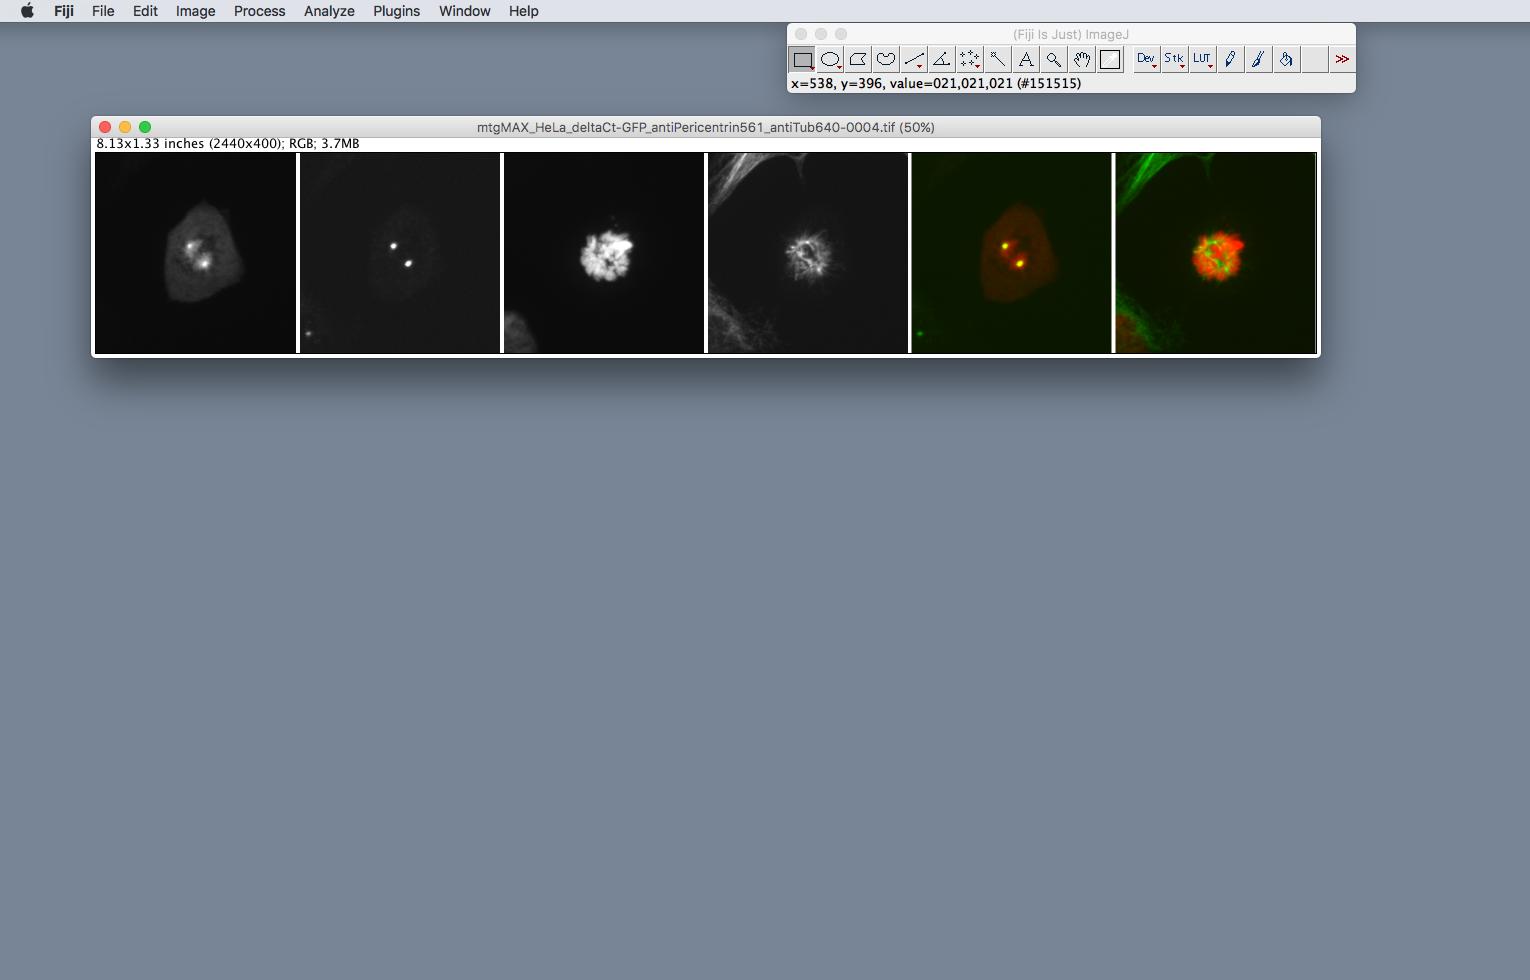 Fiji File Edit Image Process Analyze Plugins Window Help
(Fiji Is Just) ImageJ
A Dev Stk LUT >>
x=538, y=396, value=021,021,021 (#151515)
mtgMAX_HeLa_deltaCt-GFP_antiPericentrin561_antiTub640-0004.tif (50%)
8.13x1.33 inches (2440x400); RGB; 3.7MB